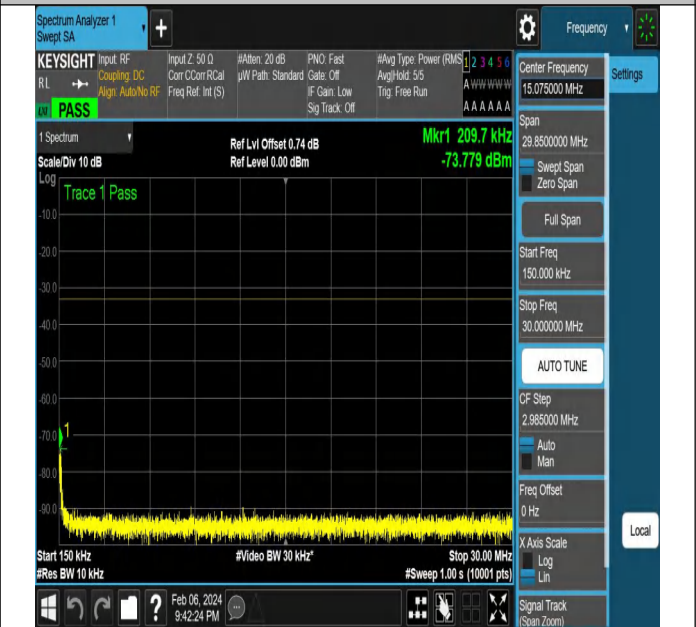 Spectrum Analyzer 1
Swept SA
+
Frequency
KEYSIGHT
RL
PASS
Input: RF
Coupling: DC
Align: Auto/No RF
Input Z: 50 Ω
Corr CCorr RCal
Freq Ref: Int (S)
#Atten: 20 dB
µW Path: Standard
PNO: Fast
Gate: Off
IF Gain: Low
Sig Track: Off
#Avg Type: Power (RMS
Avg|Hold: 5/5
Trig: Free Run
1 2 3 4 5 6
A W W W W W
A A A A A A
1 Spectrum
Scale/Div 10 dB
Ref Lvl Offset 0.74 dB
Ref Level 0.00 dBm
Mkr1 209.7 kHz
-73.779 dBm
Log
Trace 1 Pass
-10.0
-20.0
-30.0
-40.0
-50.0
-60.0
-70.0
-80.0
-90.0
1
Start 150 kHz
#Res BW 10 kHz
#Video BW 30 kHz*
Stop 30.00 MHz
#Sweep 1.00 s (10001 pts)
?
Feb 06, 2024
9:42:24 PM
Center Frequency
15.075000 MHz
Settings
Span
29.8500000 MHz
Swept Span
Zero Span
Full Span
Start Freq
150.000 kHz
Stop Freq
30.000000 MHz
AUTO TUNE
CF Step
2.985000 MHz
Auto
Man
Freq Offset
0 Hz
X Axis Scale
Log
Lin
Local
Signal Track
(Span Zoom)